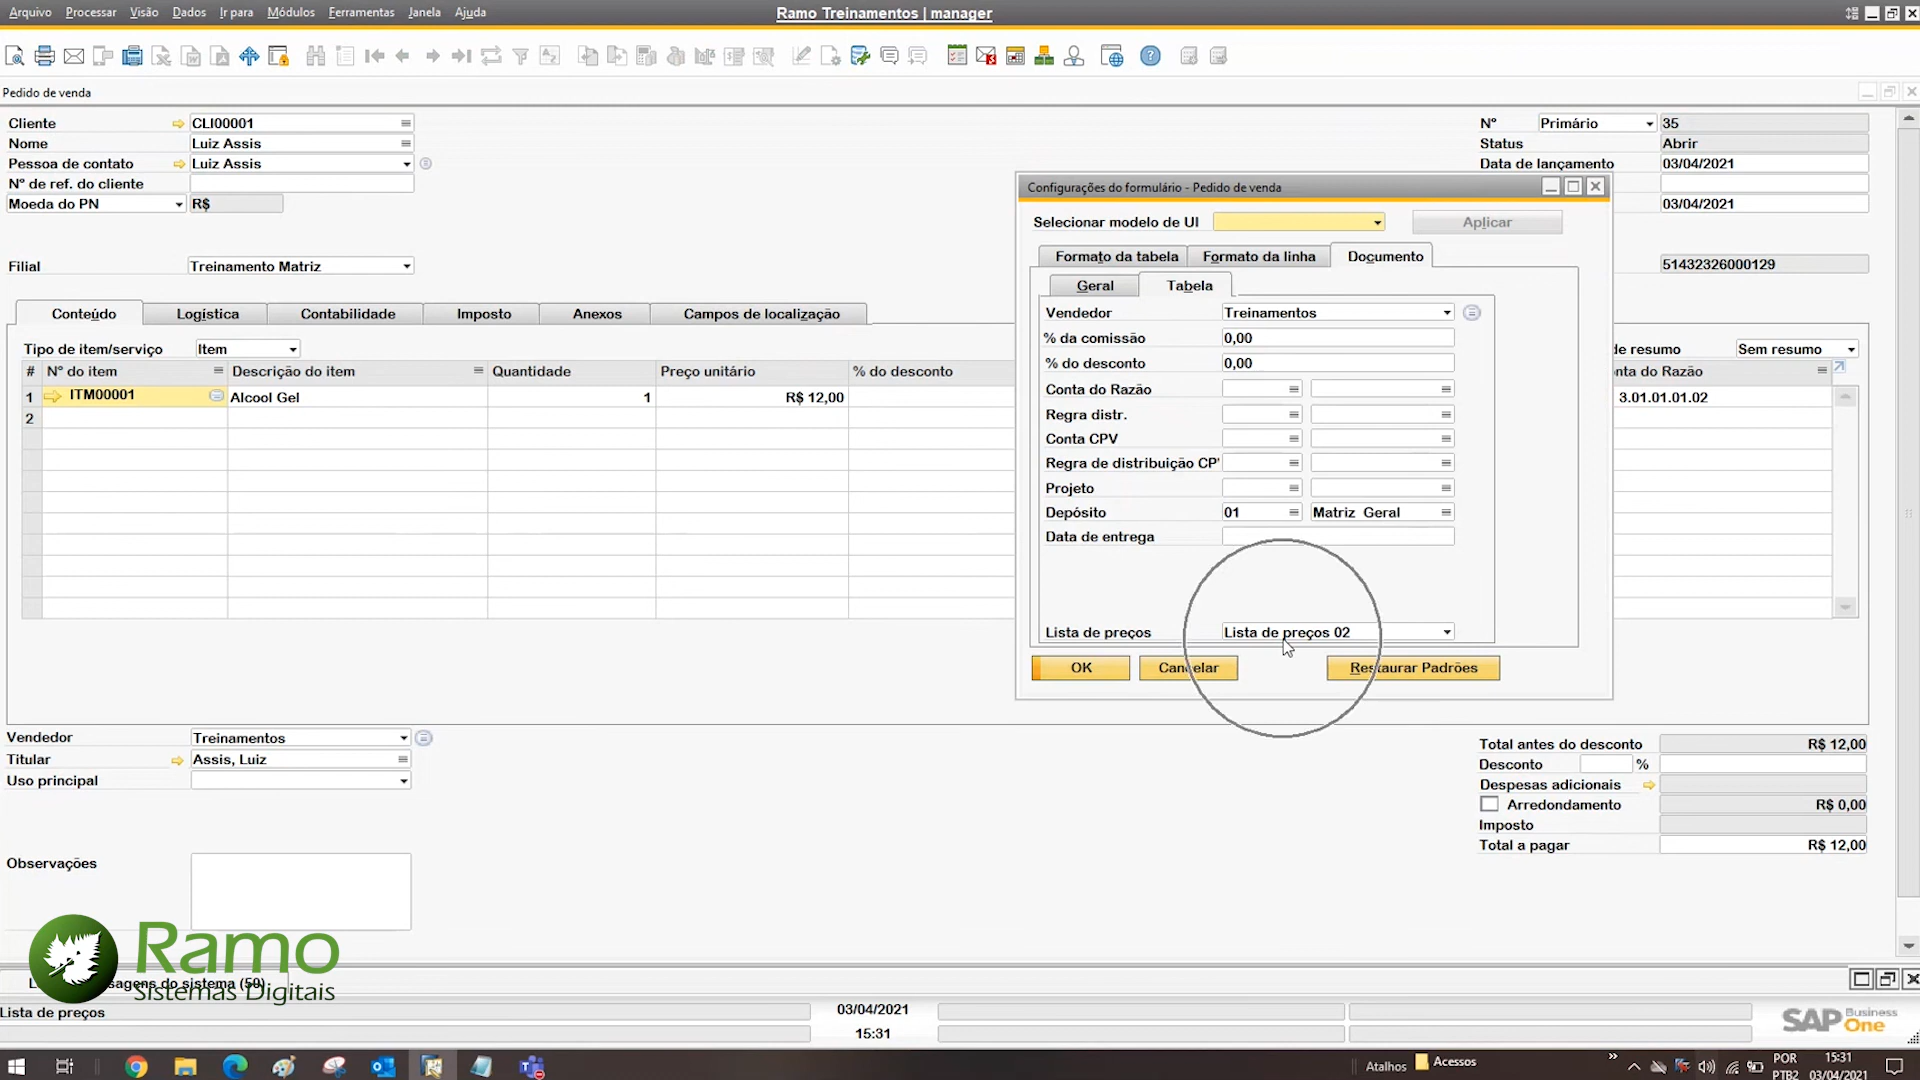 Arquivo Processar Visão Dados Ir para Módulos Ferramentas Janela Ajuda
Ramo Treinamentos | manager
Pedido de venda
Cliente CLI00001
Nome Luiz Assis
Pessoa de contato Luiz Assis
Nº de ref. do cliente
Moeda do PN R$
Filial Treinamento Matriz
Nº Primário 35
Status Abrir
Data de lançamento 03/04/2021
03/04/2021
51432326000129
Conteúdo Logística Contabilidade Imposto Anexos Campos de localização
Tipo de item/serviço Item
de resumo Sem resumo
# Nº do item Descrição do item Quantidade Preço unitário % do desconto nta do Razão
1 ITM00001 Alcool Gel 1 R$ 12,00 3.01.01.01.02
2
Configurações do formulário - Pedido de venda
Selecionar modelo de UI Aplicar
Formato da tabela Formato da linha Documento
Geral Tabela
Vendedor Treinamentos
% da comissão 0,00
% do desconto 0,00
Conta do Razão
Regra distr.
Conta CPV
Regra de distribuição CP'
Projeto
Depósito 01 Matriz Geral
Data de entrega
Lista de preços Lista de preços 02
OK Cancelar Restaurar Padrões
Vendedor Treinamentos
Titular Assis, Luiz
Uso principal
Observações
Total antes do desconto R$ 12,00
Desconto %
Despesas adicionais
Arredondamento R$ 0,00
Imposto
Total a pagar R$ 12,00
Ramo
Sistemas Digitais
sagens do sistema (50)
Lista de preços 03/04/2021
15:31
SAP Business One
Atalhos Acessos
POR
PTB2
15:31
03/04/2021